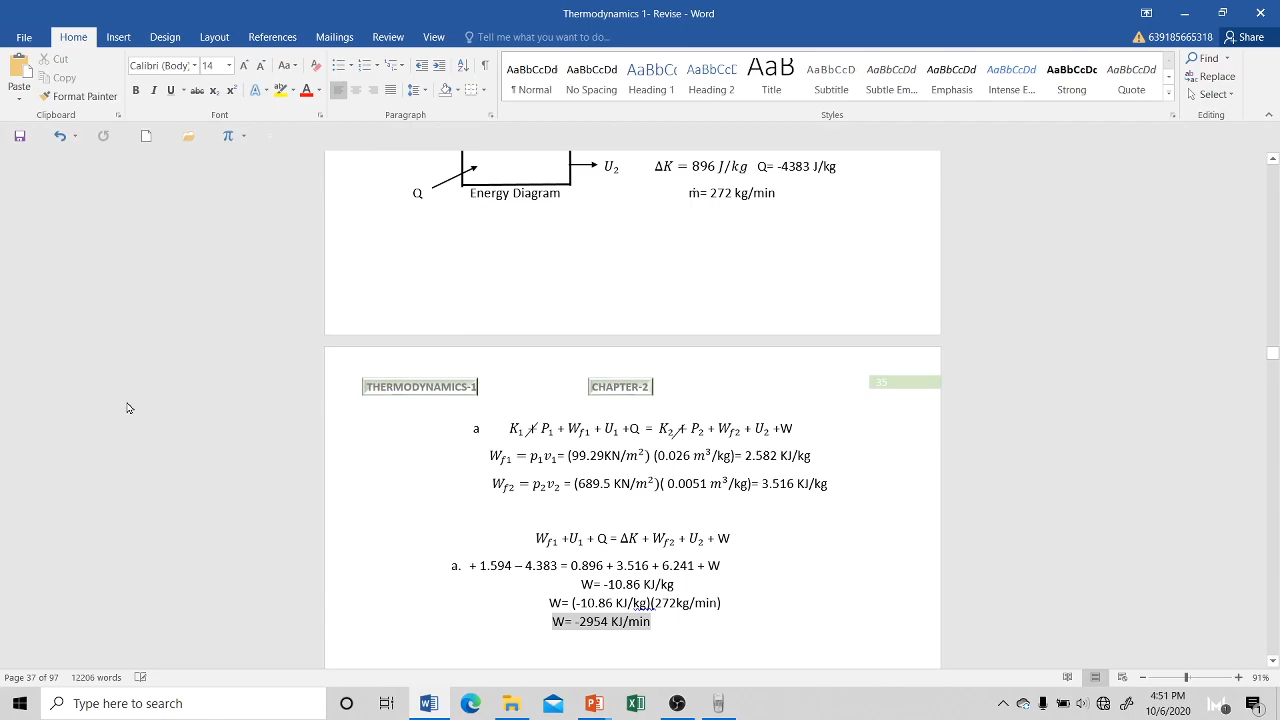 Thermodynamics 1- Revise - Word
File Home Insert Design Layout References Mailings Review View Tell me what you want to do... 639185665318 Share
Paste Cut Copy Format Painter
Calibri (Body) 14
AaBbCcDd AaBbCcDd AaBbCc AaBbCcC AaB AaBbCcDd AaBbCcDd AaBbCcDd AaBbCcDd AaBbCcDc AaBbCcDd
¶ Normal No Spacing Heading 1 Heading 2 Title Subtitle Subtle Em... Emphasis Intense E... Strong Quote
Find Replace Select
Clipboard Font Paragraph Styles Editing
U₂ ΔK = 896 J/kg Q= -4383 J/kg
Q Energy Diagram ṁ= 272 kg/min
THERMODYNAMICS-1 CHAPTER-2 35
a K₁ + P₁ + W_f1 + U₁ +Q = K₂ + P₂ + W_f2 + U₂ +W
W_f1 = p₁v₁= (99.29KN/m²) (0.026 m³/kg)= 2.582 KJ/kg
W_f2 = p₂v₂ = (689.5 KN/m²)( 0.0051 m³/kg)= 3.516 KJ/kg
W_f1 +U₁ + Q = ΔK + W_f2 + U₂ + W
a. + 1.594 – 4.383 = 0.896 + 3.516 + 6.241 + W
W= -10.86 KJ/kg
W= (-10.86 KJ/kg)(272kg/min)
W= -2954 KJ/min
Page 37 of 97 12206 words 91%
Type here to search
4:51 PM
10/6/2020